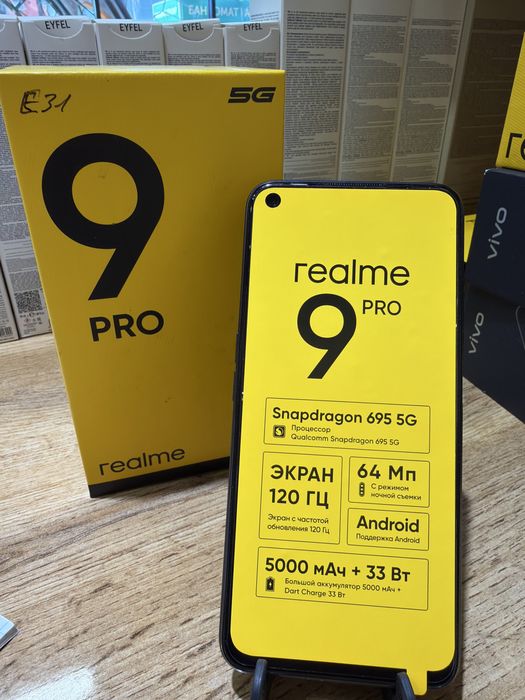 EYFEL
EYFEL
EYFEL
EYFEL
БАНКОМАТ | A
E31
5G
9
PRO
realme
realme
9 PRO
Snapdragon 695 5G
Процессор
Qualcomm Snapdragon 695 5G
ЭКРАН
120 ГЦ
Экран с частотой
обновления 120 Гц
64 Мп
С режимом
ночной съемки
Android
Поддержка Android
5000 мАч + 33 Вт
Большой аккумулятор 5000 мАч +
Dart Charge 33 Вт
vivo
vivo